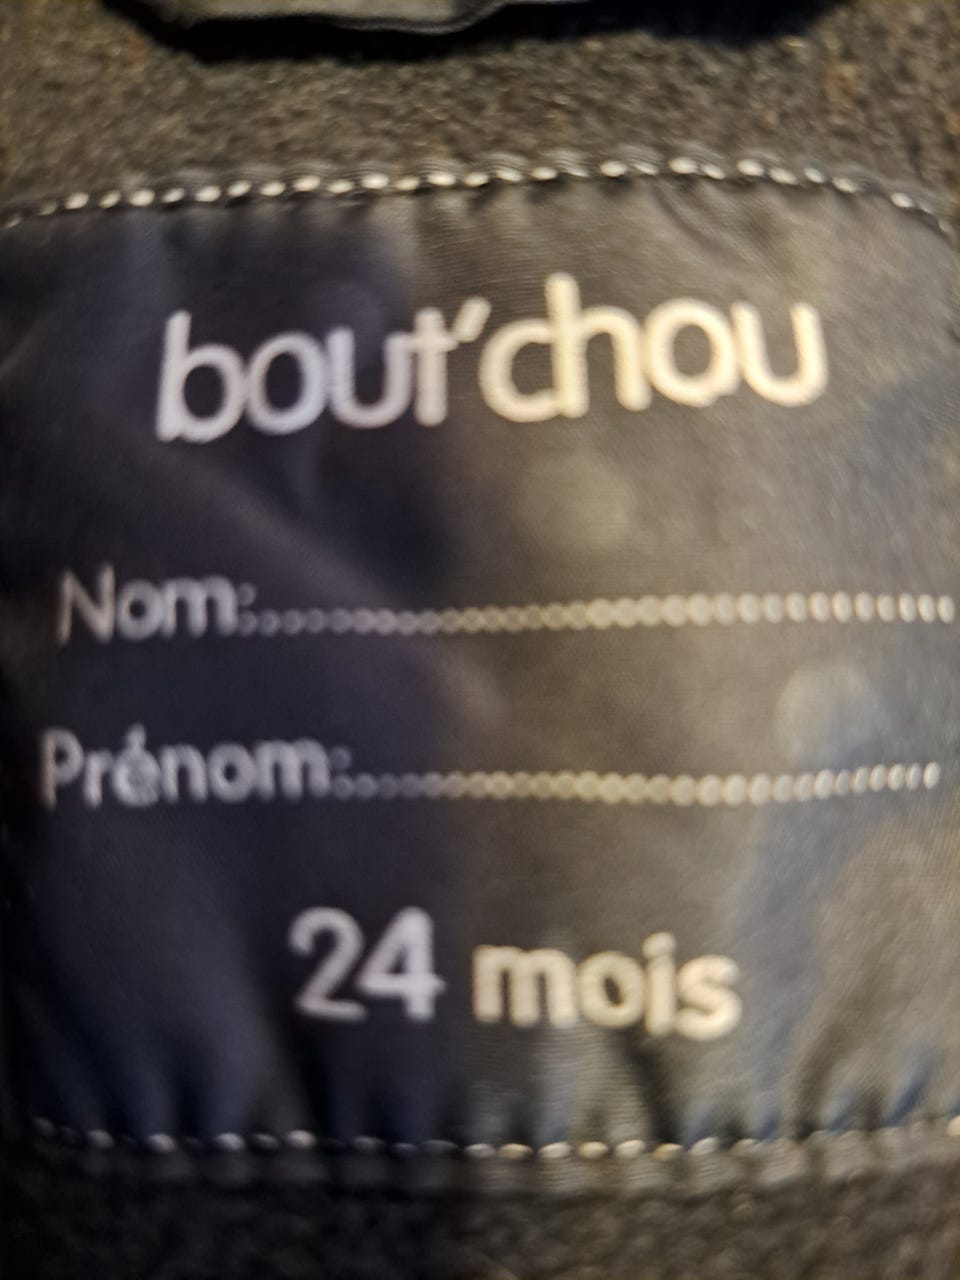 bout'chou
Nom:..............................................
Prénom:........................................
24 mois